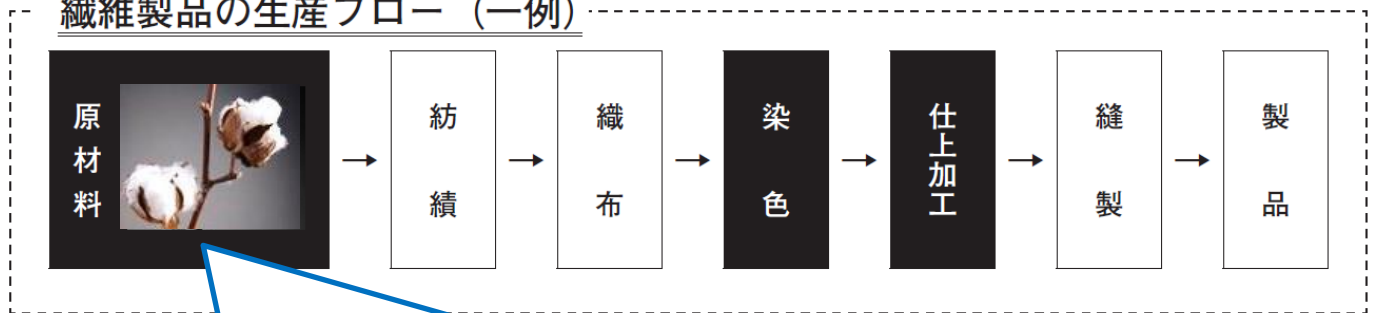 繊維製品の生産フロー（一例）
原材料
→
紡績
→
織布
→
染色
→
仕上加工
→
縫製
→
製品